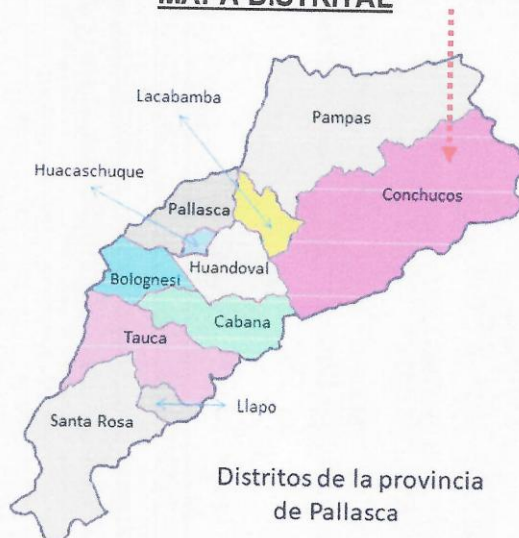 MAPA DISTRITAL
Lacabamba
Pampas
Huacaschuque
Conchucos
Pallasca
Huandoval
Bolognesi
Cabana
Tauca
Llapo
Santa Rosa
Distritos de la provincia
de Pallasca